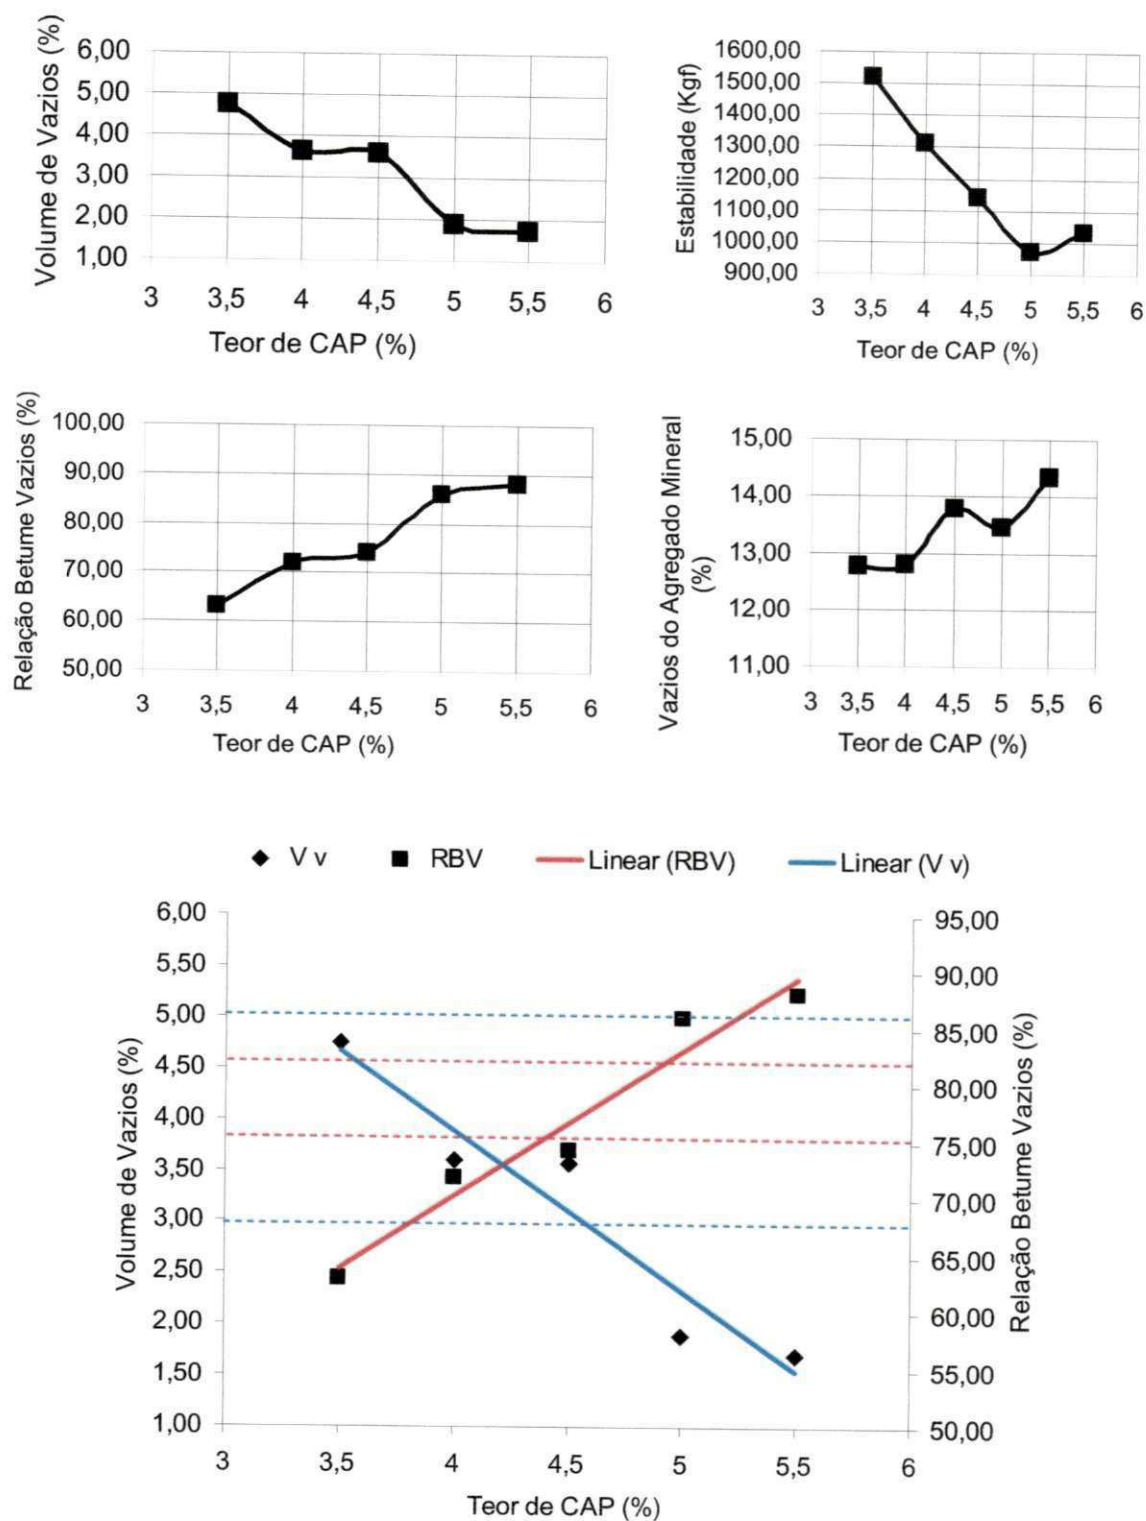 Volume de Vazios (%)
6,00
5,00
4,00
3,00
2,00
1,00
3 3,5 4 4,5 5 5,5 6
Teor de CAP (%)
Estabilidade (Kgf)
1600,00
1500,00
1400,00
1300,00
1200,00
1100,00
1000,00
900,00
3 3,5 4 4,5 5 5,5 6
Teor de CAP (%)
Relação Betume Vazios (%)
100,00
90,00
80,00
70,00
60,00
50,00
3 3,5 4 4,5 5 5,5 6
Teor de CAP (%)
Vazios do Agregado Mineral
(%)
15,00
14,00
13,00
12,00
11,00
3 3,5 4 4,5 5 5,5 6
Teor de CAP (%)
V v RBV Linear (RBV) Linear (V v)
Volume de Vazios (%)
6,00
5,50
5,00
4,50
4,00
3,50
3,00
2,50
2,00
1,50
1,00
95,00
90,00
85,00
80,00
75,00
70,00
65,00
60,00
55,00
50,00
Relação Betume Vazios (%)
3 3,5 4 4,5 5 5,5 6
Teor de CAP (%)